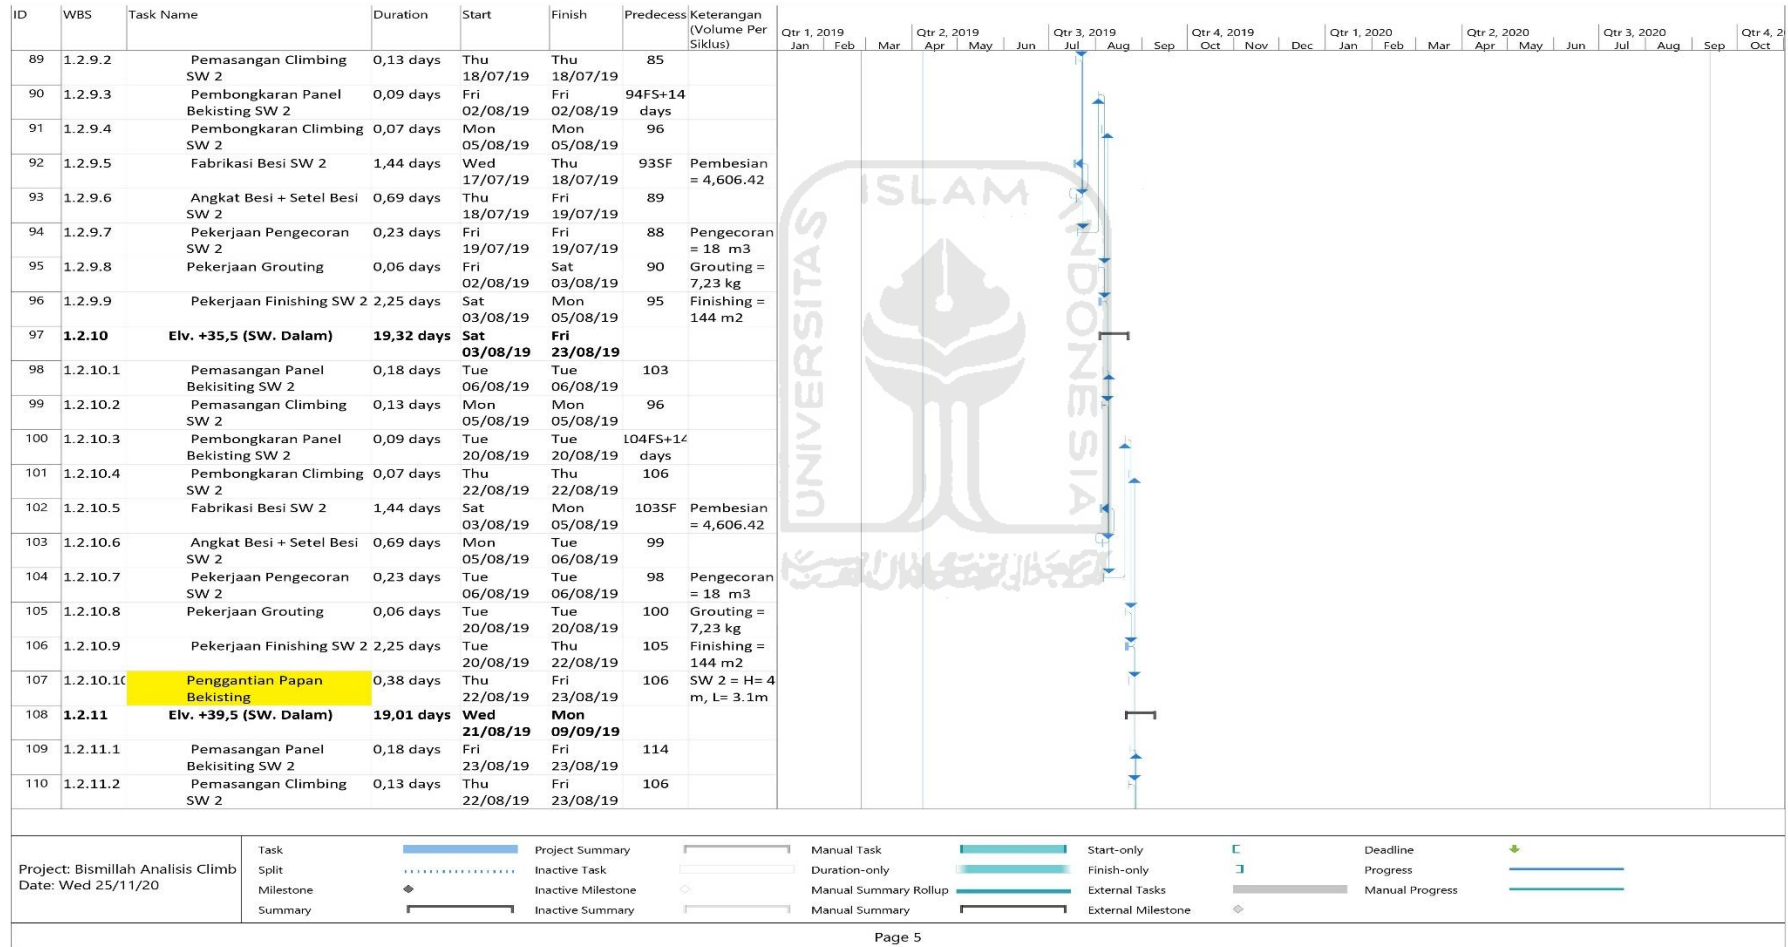 ID WBS Task Name Duration Start Finish Predecess Keterangan
(Volume Per
Siklus)
Qtr 1, 2019 Qtr 2, 2019 Qtr 3, 2019 Qtr 4, 2019 Qtr 1, 2020 Qtr 2, 2020 Qtr 3, 2020 Qtr 4, 2
Jan Feb Mar Apr May Jun Jul Aug Sep Oct Nov Dec Jan Feb Mar Apr May Jun Jul Aug Sep Oct
89 1.2.9.2 Pemasangan Climbing 0,13 days Thu Thu 85
SW 2 18/07/19 18/07/19
90 1.2.9.3 Pembongkaran Panel 0,09 days Fri Fri 94FS+14
Bekisting SW 2 02/08/19 02/08/19 days
91 1.2.9.4 Pembongkaran Climbing 0,07 days Mon Mon 96
SW 2 05/08/19 05/08/19
92 1.2.9.5 Fabrikasi Besi SW 2 1,44 days Wed Thu 93SF Pembesian
17/07/19 18/07/19 = 4,606.42
93 1.2.9.6 Angkat Besi + Setel Besi 0,69 days Thu Fri 89
SW 2 18/07/19 19/07/19
94 1.2.9.7 Pekerjaan Pengecoran 0,23 days Fri Fri 88 Pengecoran
SW 2 19/07/19 19/07/19 = 18 m3
95 1.2.9.8 Pekerjaan Grouting 0,06 days Fri Sat 90 Grouting =
02/08/19 03/08/19 7,23 kg
96 1.2.9.9 Pekerjaan Finishing SW 2 2,25 days Sat Mon 95 Finishing =
03/08/19 05/08/19 144 m2
97 1.2.10 Elv. +35,5 (SW. Dalam) 19,32 days Sat Fri
03/08/19 23/08/19
98 1.2.10.1 Pemasangan Panel 0,18 days Tue Tue 103
Bekisiting SW 2 06/08/19 06/08/19
99 1.2.10.2 Pemasangan Climbing 0,13 days Mon Mon 96
SW 2 05/08/19 05/08/19
100 1.2.10.3 Pembongkaran Panel 0,09 days Tue Tue 104FS+14
Bekisting SW 2 20/08/19 20/08/19 days
101 1.2.10.4 Pembongkaran Climbing 0,07 days Thu Thu 106
SW 2 22/08/19 22/08/19
102 1.2.10.5 Fabrikasi Besi SW 2 1,44 days Sat Mon 103SF Pembesian
03/08/19 05/08/19 = 4,606.42
103 1.2.10.6 Angkat Besi + Setel Besi 0,69 days Mon Tue 99
SW 2 05/08/19 06/08/19
104 1.2.10.7 Pekerjaan Pengecoran 0,23 days Tue Tue 98 Pengecoran
SW 2 06/08/19 06/08/19 = 18 m3
105 1.2.10.8 Pekerjaan Grouting 0,06 days Tue Tue 100 Grouting =
20/08/19 20/08/19 7,23 kg
106 1.2.10.9 Pekerjaan Finishing SW 2 2,25 days Tue Thu 105 Finishing =
20/08/19 22/08/19 144 m2
107 1.2.10.10 Penggantian Papan 0,38 days Thu Fri 106 SW 2 = H= 4
Bekisting 22/08/19 23/08/19 m, L= 3.1m
108 1.2.11 Elv. +39,5 (SW. Dalam) 19,01 days Wed Mon
21/08/19 09/09/19
109 1.2.11.1 Pemasangan Panel 0,18 days Fri Fri 114
Bekisiting SW 2 23/08/19 23/08/19
110 1.2.11.2 Pemasangan Climbing 0,13 days Thu Fri 106
SW 2 22/08/19 23/08/19
UNIVERSITAS
ISLAM
INDONESIA
Project: Bismillah Analisis Climb
Date: Wed 25/11/20
Task Project Summary Manual Task Start-only Deadline
Split Inactive Task Duration-only Finish-only Progress
Milestone Inactive Milestone Manual Summary Rollup External Tasks Manual Progress
Summary Inactive Summary Manual Summary External Milestone
Page 5